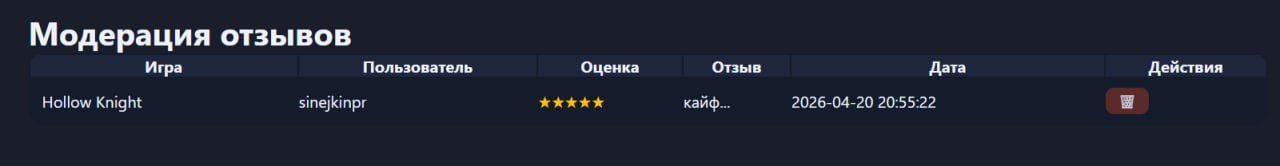 Модерация отзывов
Игра Пользователь Оценка Отзыв Дата Действия
Hollow Knight sinejkinpr ★★★★★ кайф... 2026-04-20 20:55:22